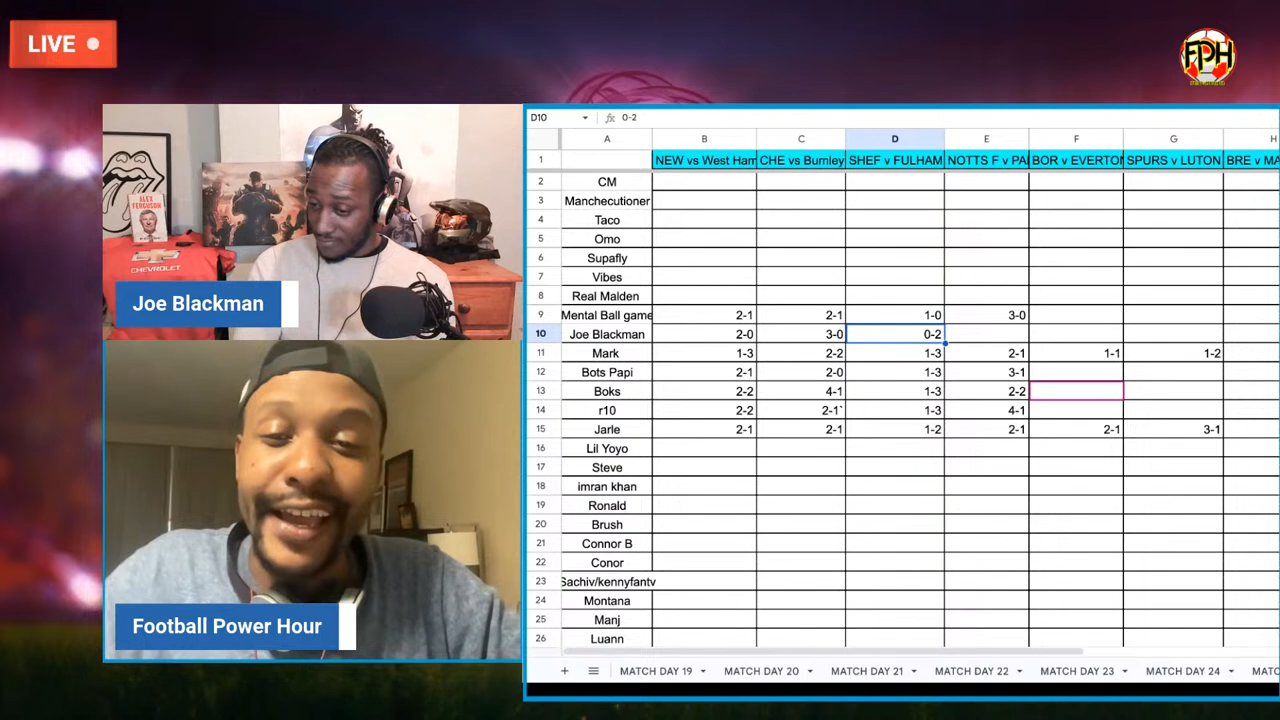 LIVE
FPH
ALEX
FERGUSON
CHEVROLET
Joe Blackman
Football Power Hour
D10 fx 0-2
A B C D E F G H
1 NEW vs West Ham CHE vs Burnley SHEF v FULHAM NOTTS F v PA BOR v EVERTON SPURS v LUTON BRE v MA
2 CM
3 Manchecutioner
4 Taco
5 Omo
6 Supafly
7 Vibes
8 Real Malden
9 Mental Ball game 2-1 2-1 1-0 3-0
10 Joe Blackman 2-0 3-0 0-2
11 Mark 1-3 2-2 1-3 2-1 1-1 1-2
12 Bots Papi 2-1 2-0 1-3 3-1
13 Boks 2-2 4-1 1-3 2-2
14 r10 2-2 2-1` 1-3 4-1
15 Jarle 2-1 2-1 1-2 2-1 2-1 3-1
16 Lil Yoyo
17 Steve
18 imran khan
19 Ronald
20 Brush
21 Connor B
22 Conor
23 Sachiv/kennyfantv
24 Montana
25 Manj
26 Luann
+ MATCH DAY 19 MATCH DAY 20 MATCH DAY 21 MATCH DAY 22 MATCH DAY 23 MATCH DAY 24 MATC